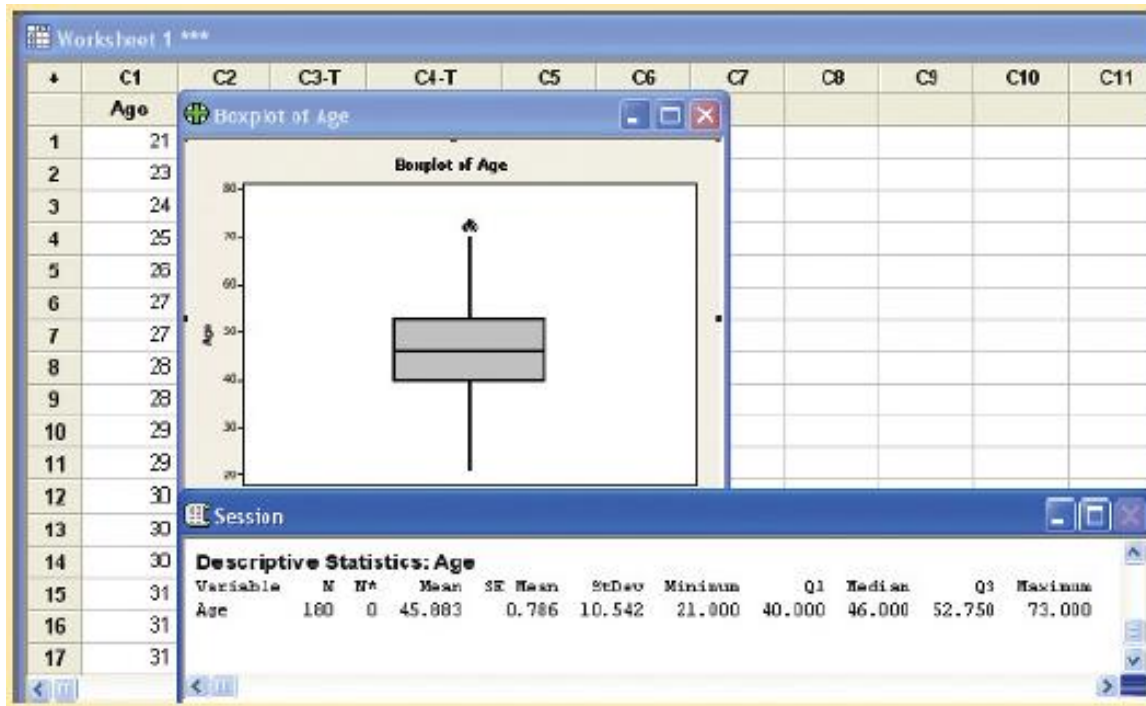 Worksheet 1 ***
C1 C2 C3-T C4-T C5 C6 C7 C8 C9 C10 C11
Age
Boxplot of Age
1 21
2 23
3 24
4 25
5 26
6 27
7 27
8 28
9 28
10 29
11 29
12 30
13 30
14 30
15 31
16 31
17 31
Boxplot of Age
80
70
60
50
40
30
20
Age
Session
Descriptive Statistics: Age
Variable N N* Mean SE Mean StDev Minimum Q1 Median Q3 Maximum
Age 180 0 45.883 0.786 10.542 21.000 40.000 46.000 52.750 73.000